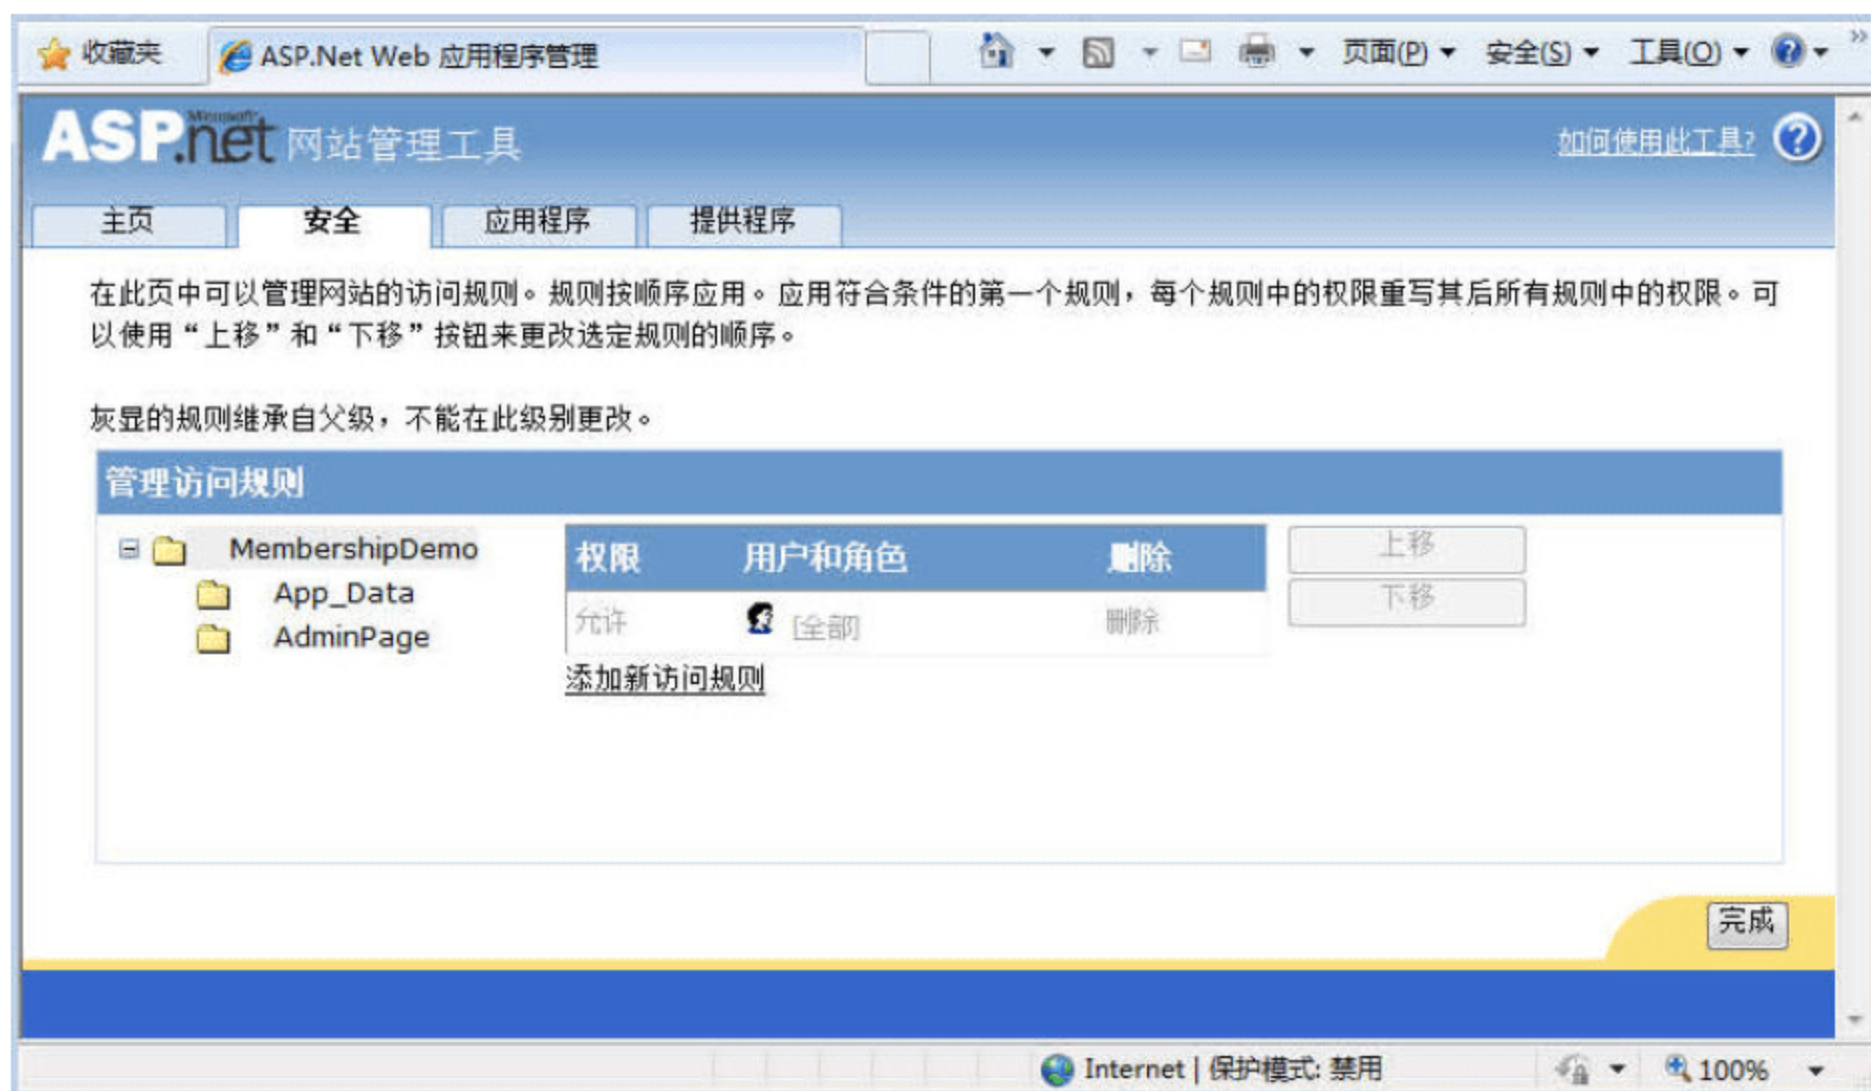 收藏夹 ASP.Net Web 应用程序管理 页面(P) 安全(S) 工具(O)
Microsoft
ASP.net 网站管理工具 如何使用此工具?
主页 安全 应用程序 提供程序
在此页中可以管理网站的访问规则。规则按顺序应用。应用符合条件的第一个规则，每个规则中的权限重写其后所有规则中的权限。可
以使用“上移”和“下移”按钮来更改选定规则的顺序。
灰显的规则继承自父级，不能在此级别更改。
管理访问规则
MembershipDemo 权限 用户和角色 删除 上移
App_Data 允许 [全部] 删除 下移
AdminPage
添加新访问规则
完成
Internet | 保护模式: 禁用 100%